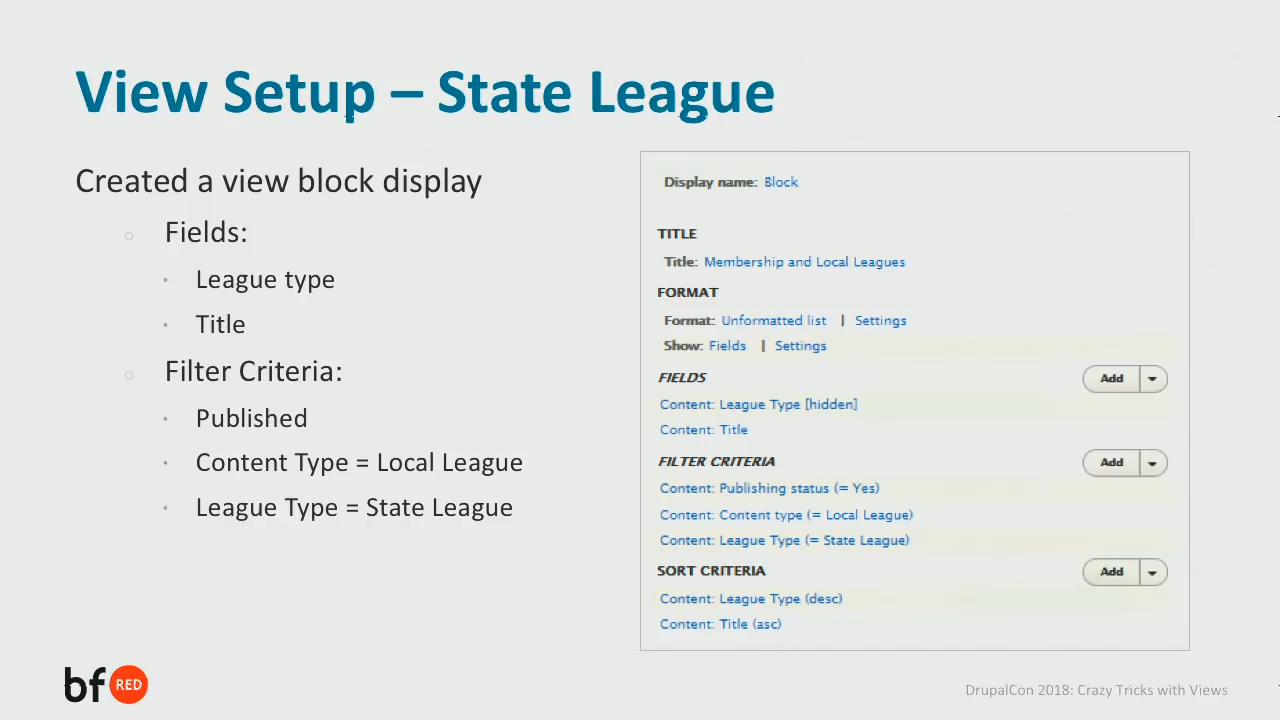 View Setup – State League
Created a view block display
Fields:
League type
Title
Filter Criteria:
Published
Content Type = Local League
League Type = State League
Display name: Block
TITLE
Title: Membership and Local Leagues
FORMAT
Format: Unformatted list | Settings
Show: Fields | Settings
FIELDS Add
Content: League Type [hidden]
Content: Title
FILTER CRITERIA Add
Content: Publishing status (= Yes)
Content: Content type (= Local League)
Content: League Type (= State League)
SORT CRITERIA Add
Content: League Type (desc)
Content: Title (asc)
bf RED
DrupalCon 2018: Crazy Tricks with Views